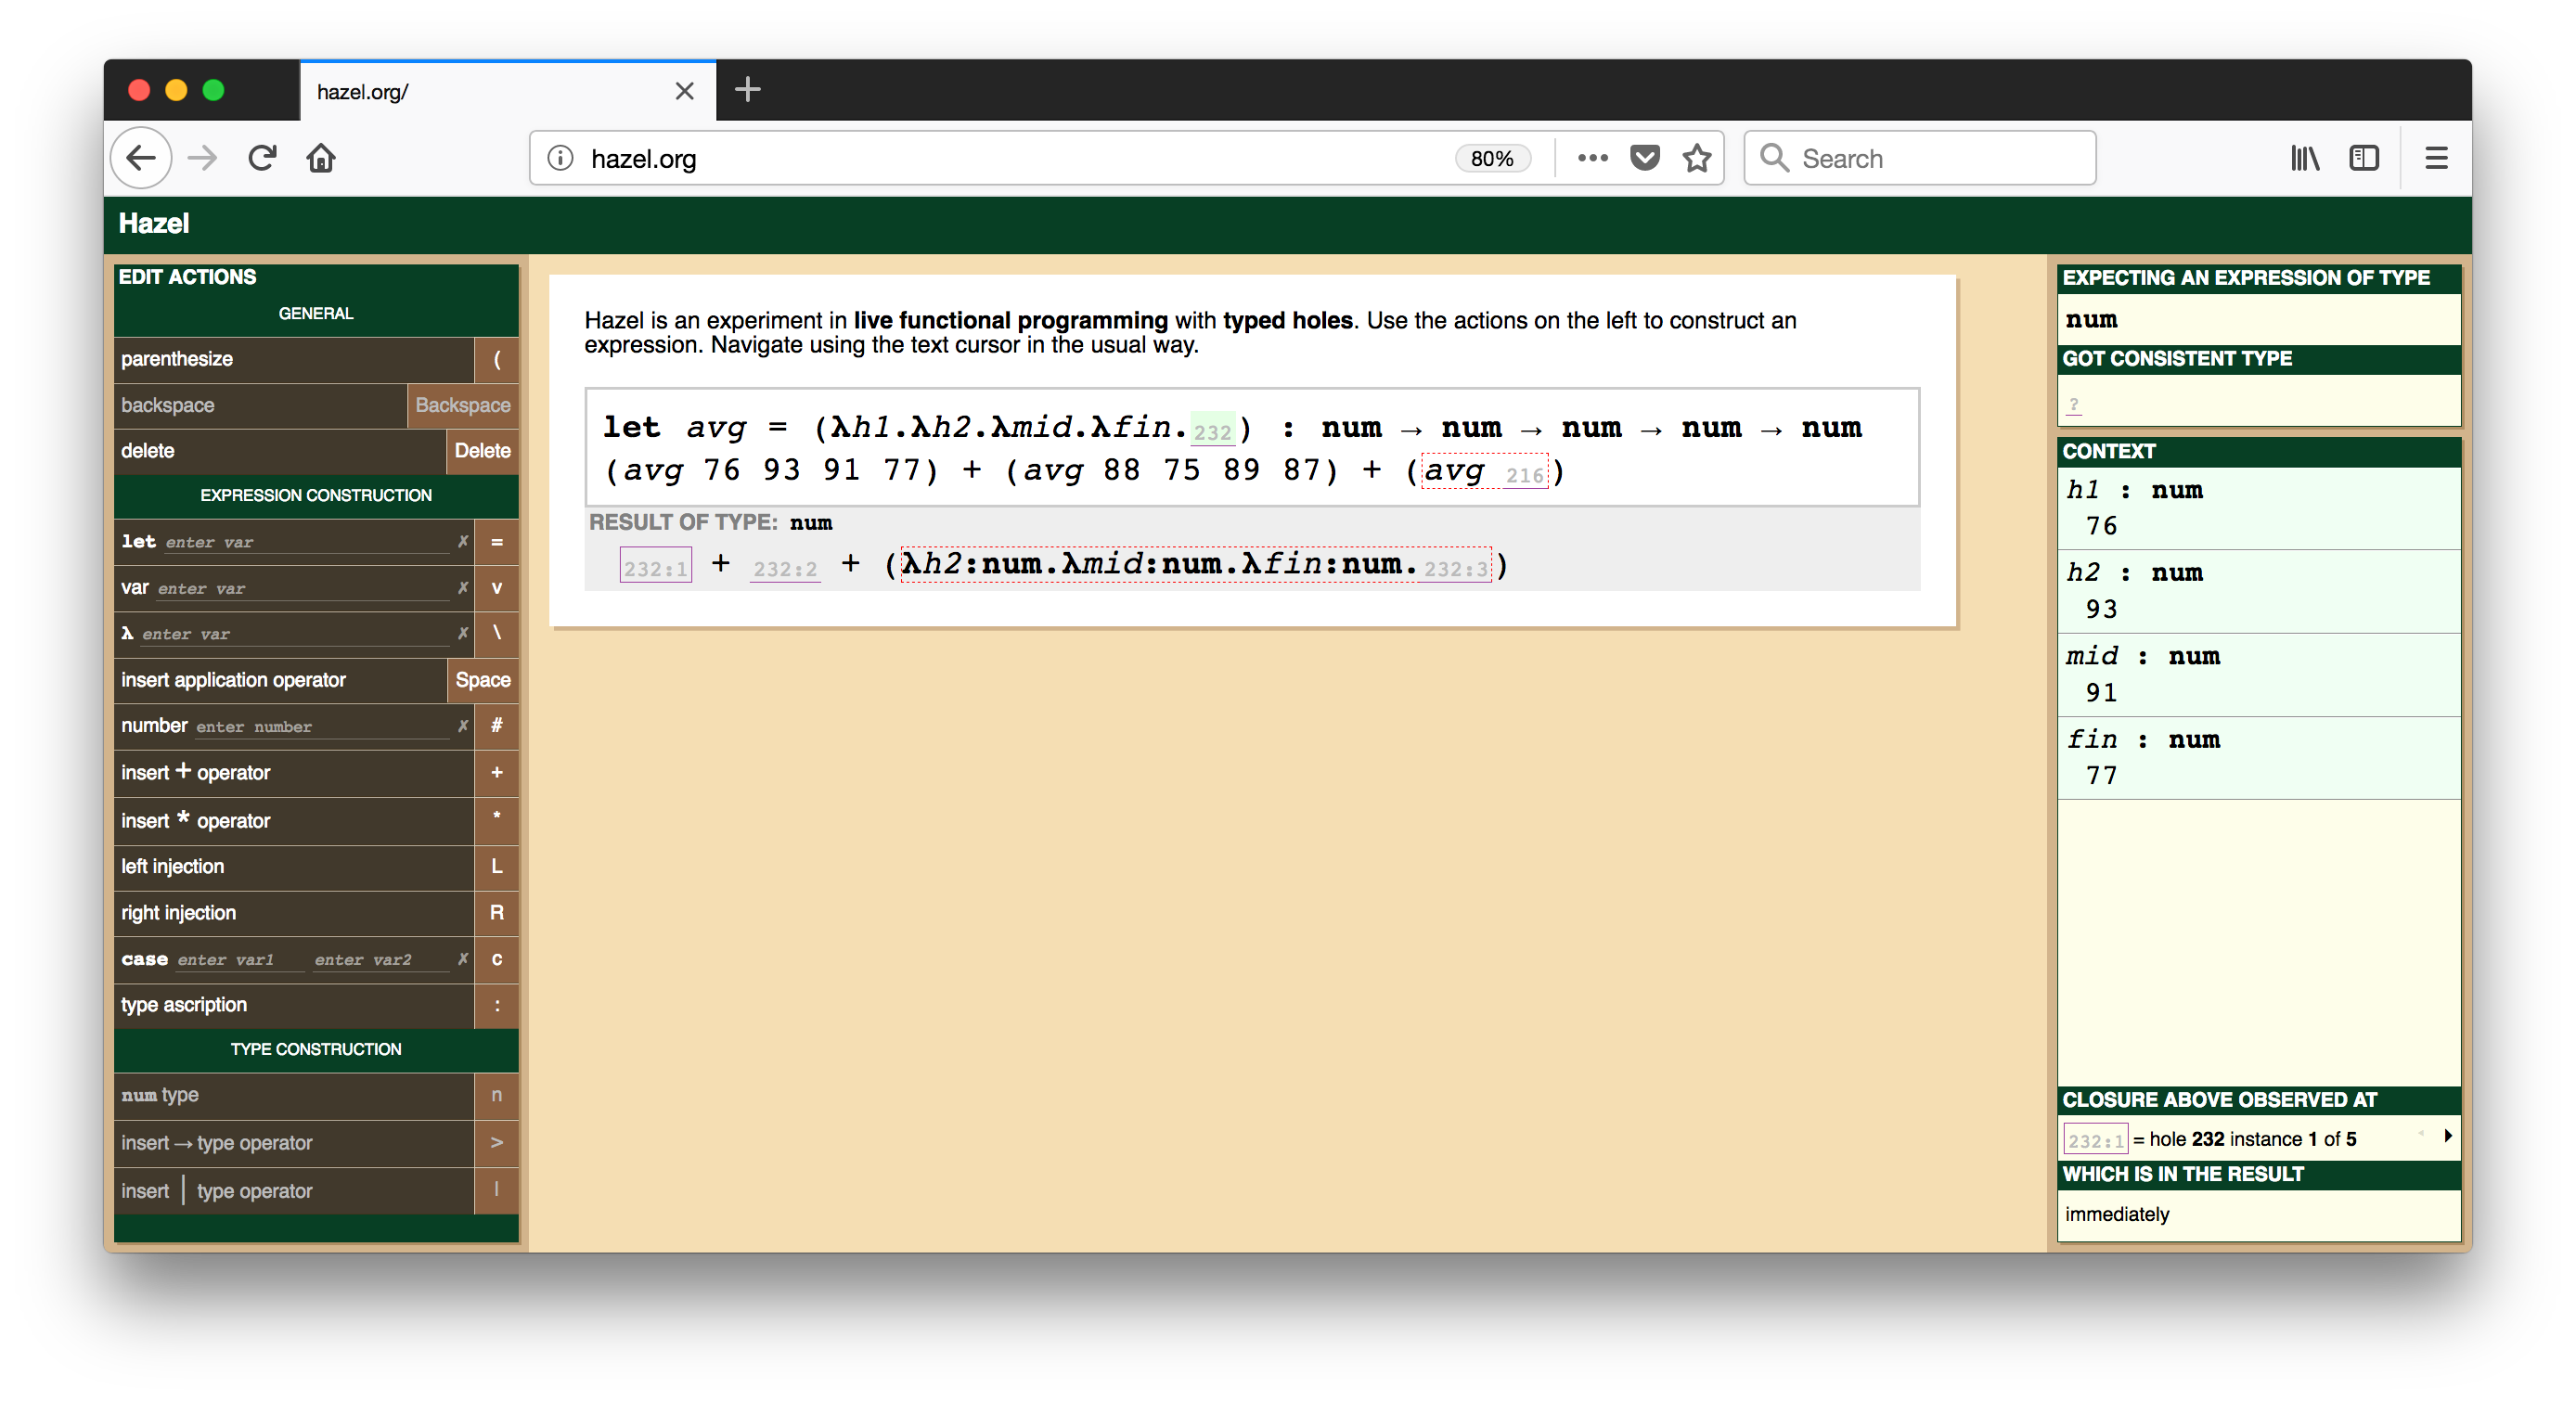 hazel.org/
hazel.org
80%
Search
Hazel
EDIT ACTIONS
GENERAL
parenthesize (
backspace Backspace
delete Delete
EXPRESSION CONSTRUCTION
let enter var ✗ =
var enter var ✗ v
λ enter var ✗ \
insert application operator Space
number enter number ✗ #
insert + operator +
insert * operator *
left injection L
right injection R
case enter var1 enter var2 ✗ c
type ascription :
TYPE CONSTRUCTION
num type n
insert → type operator >
insert | type operator |
Hazel is an experiment in live functional programming with typed holes. Use the actions on the left to construct an
expression. Navigate using the text cursor in the usual way.
let avg = (λh1.λh2.λmid.λfin.232) : num → num → num → num → num
(avg 76 93 91 77) + (avg 88 75 89 87) + (avg 216)
RESULT OF TYPE: num
232:1 + 232:2 + (λh2:num.λmid:num.λfin:num.232:3)
EXPECTING AN EXPRESSION OF TYPE
num
GOT CONSISTENT TYPE
?
CONTEXT
h1 : num
76
h2 : num
93
mid : num
91
fin : num
77
CLOSURE ABOVE OBSERVED AT
232:1 = hole 232 instance 1 of 5
WHICH IS IN THE RESULT
immediately